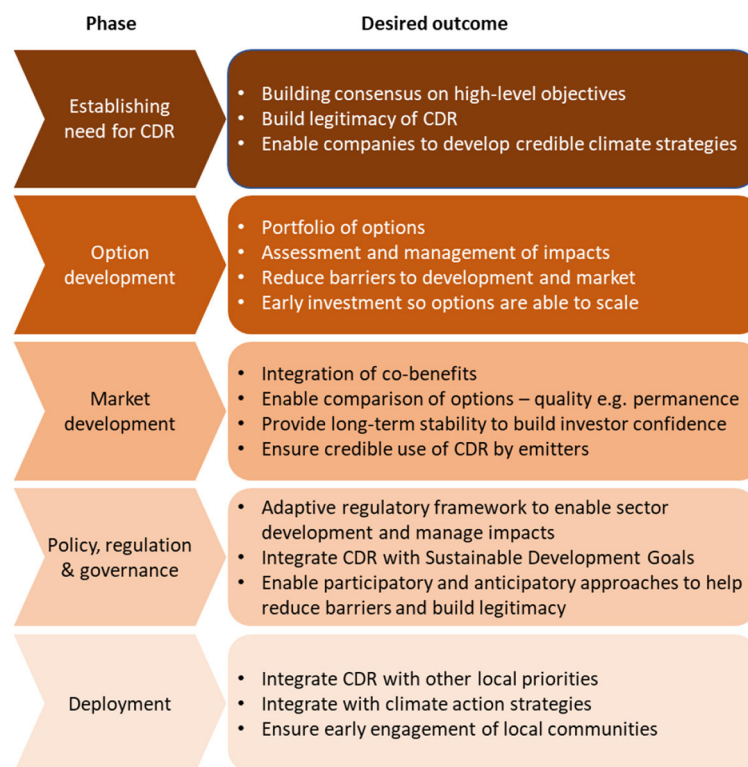 Phase
Desired outcome
Establishing
need for CDR
• Building consensus on high-level objectives
• Build legitimacy of CDR
• Enable companies to develop credible climate strategies
Option
development
• Portfolio of options
• Assessment and management of impacts
• Reduce barriers to development and market
• Early investment so options are able to scale
Market
development
• Integration of co-benefits
• Enable comparison of options – quality e.g. permanence
• Provide long-term stability to build investor confidence
• Ensure credible use of CDR by emitters
Policy, regulation
& governance
• Adaptive regulatory framework to enable sector
development and manage impacts
• Integrate CDR with Sustainable Development Goals
• Enable participatory and anticipatory approaches to help
reduce barriers and build legitimacy
Deployment
• Integrate CDR with other local priorities
• Integrate with climate action strategies
• Ensure early engagement of local communities